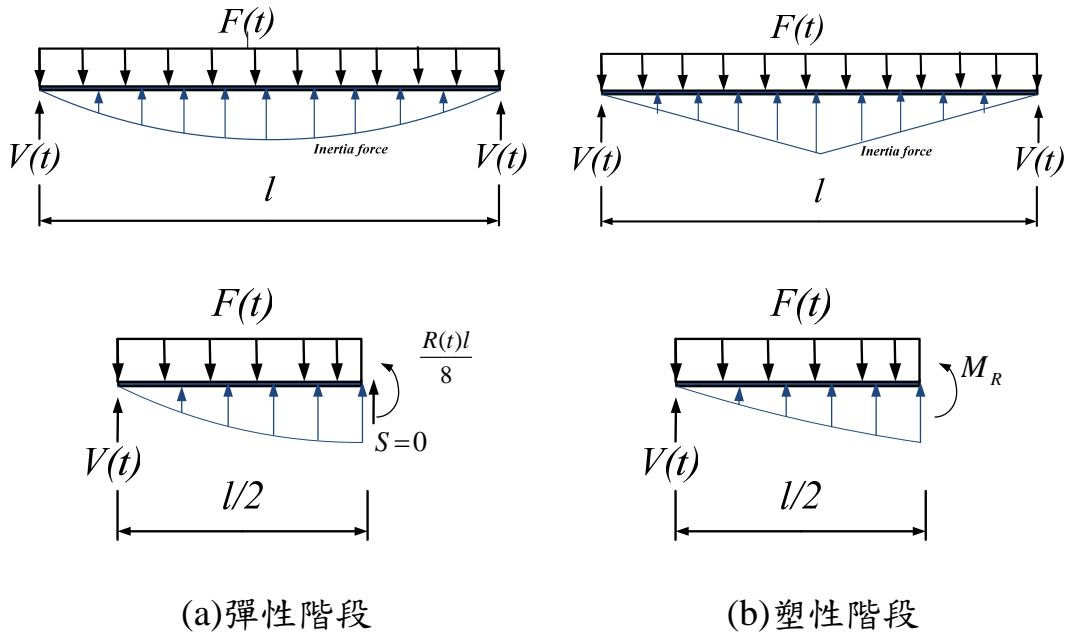 F(t)
Inertia force
V(t)
V(t)
l
F(t)
Inertia force
V(t)
V(t)
l
F(t)
R(t)l
8
S=0
V(t)
l/2
F(t)
M_R
V(t)
l/2
(a)彈性階段
(b)塑性階段